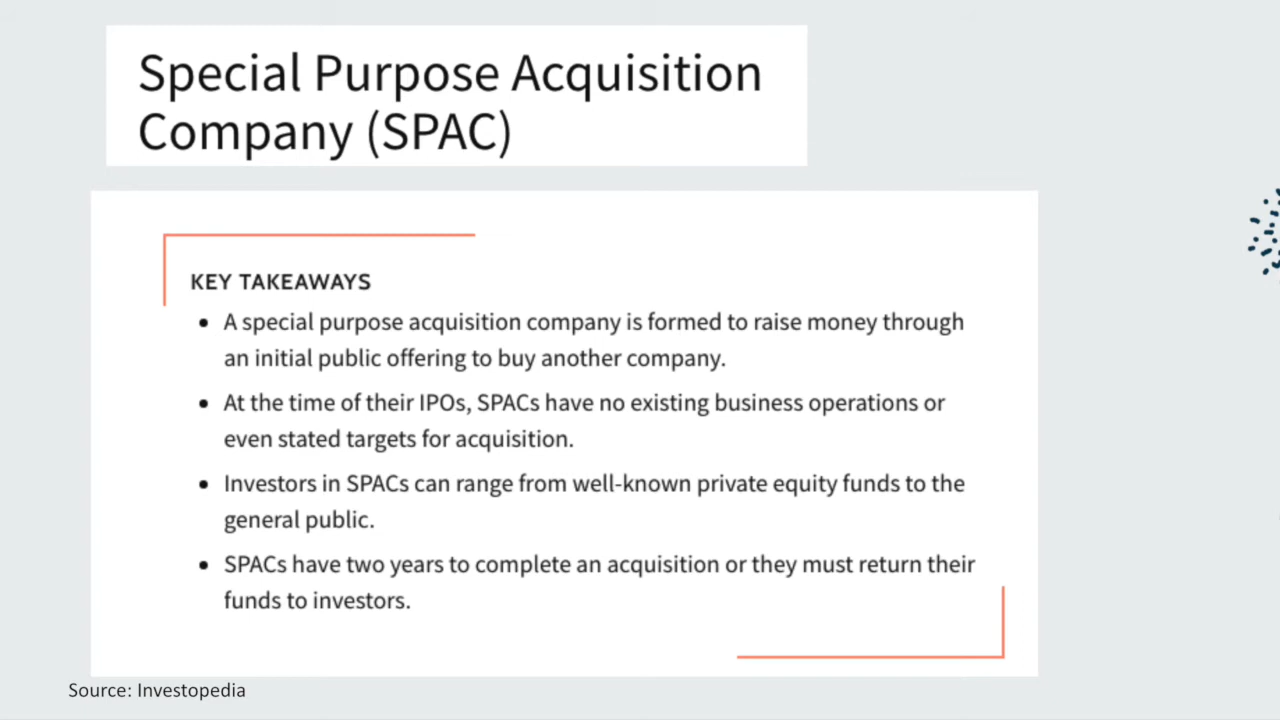 Special Purpose Acquisition
Company (SPAC)
KEY TAKEAWAYS
• A special purpose acquisition company is formed to raise money through
an initial public offering to buy another company.
• At the time of their IPOs, SPACs have no existing business operations or
even stated targets for acquisition.
• Investors in SPACs can range from well-known private equity funds to the
general public.
• SPACs have two years to complete an acquisition or they must return their
funds to investors.
Source: Investopedia